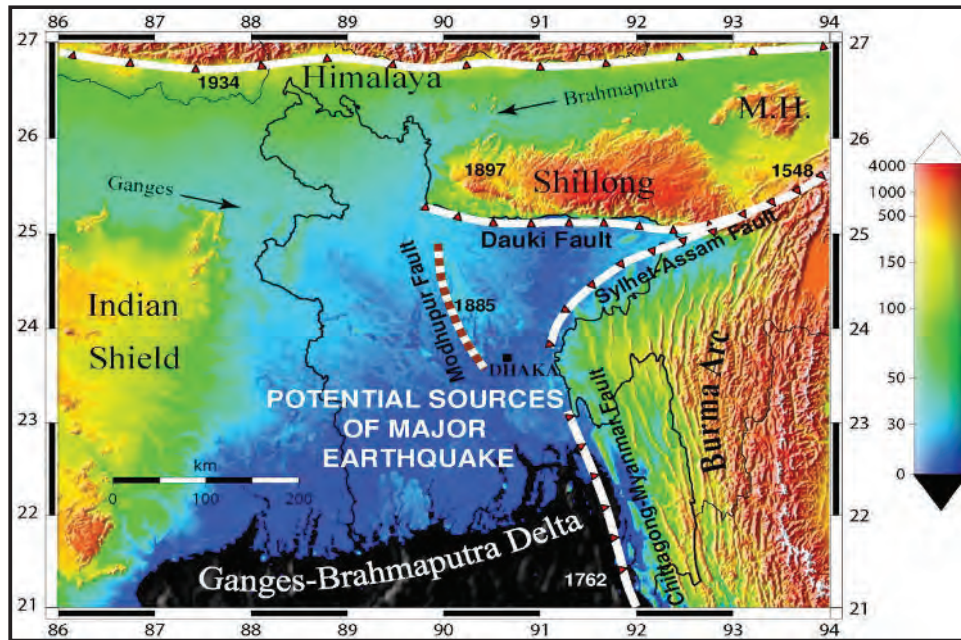 86 87 88 89 90 91 92 93 94
27 27
Himalaya
1934
Brahmaputra
M.H.
26 26
4000
1897
Shillong
1548
1000
Ganges
500
25 25
Dauki Fault
Sylhet-Assam Fault
150
Modhupur Fault
1885
Indian
Shield
100
24 24
DHAKA
50
23 23
POTENTIAL SOURCES
OF MAJOR
EARTHQUAKE
Chittagong-Myanmak Fault
Burma Arc
30
km
0 100 200
0
22 22
Ganges-Brahmaputra Delta
1762
21 21
86 87 88 89 90 91 92 93 94